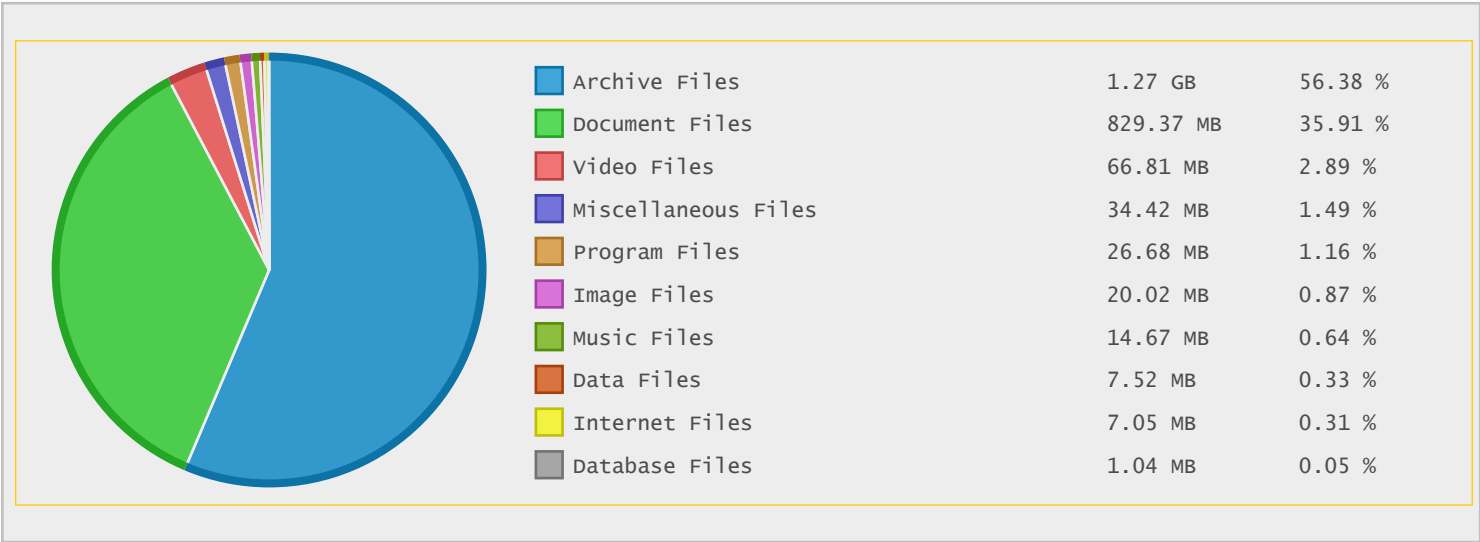 Archive Files 1.27 GB 56.38 %
Document Files 829.37 MB 35.91 %
Video Files 66.81 MB 2.89 %
Miscellaneous Files 34.42 MB 1.49 %
Program Files 26.68 MB 1.16 %
Image Files 20.02 MB 0.87 %
Music Files 14.67 MB 0.64 %
Data Files 7.52 MB 0.33 %
Internet Files 7.05 MB 0.31 %
Database Files 1.04 MB 0.05 %